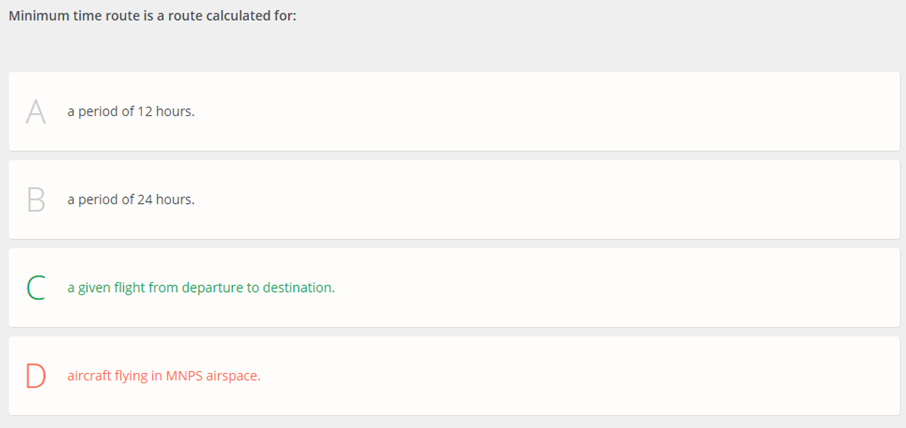 Minimum time route is a route calculated for:
A a period of 12 hours.
B a period of 24 hours.
C a given flight from departure to destination.
D aircraft flying in MNPS airspace.